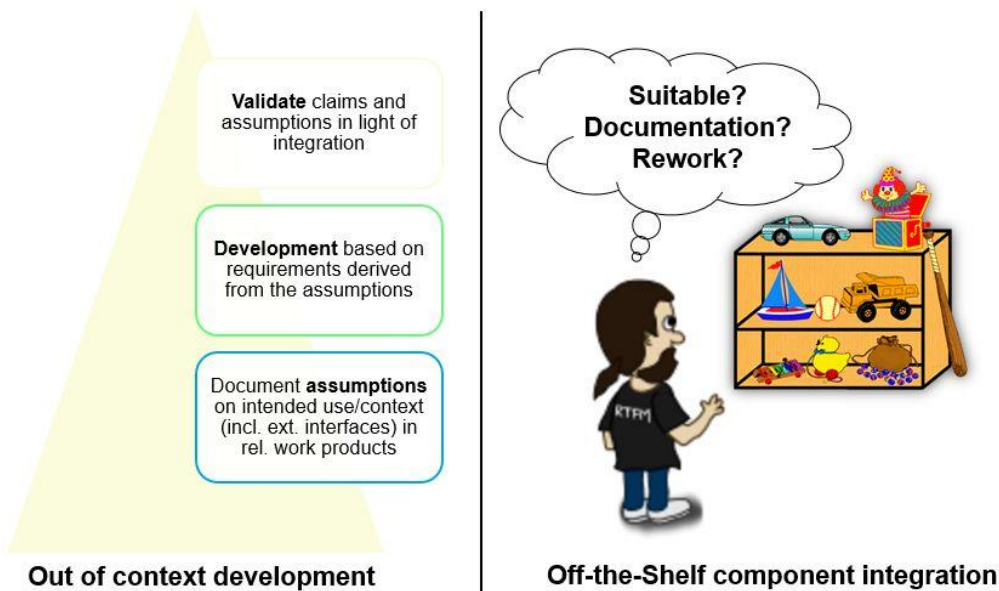 Validate claims and
assumptions in light of
integration
Development based on
requirements derived
from the assumptions
Document assumptions
on intended use/context
(incl. ext. interfaces) in
rel. work products
Out of context development
Suitable?
Documentation?
Rework?
RTFM
Off-the-Shelf component integration